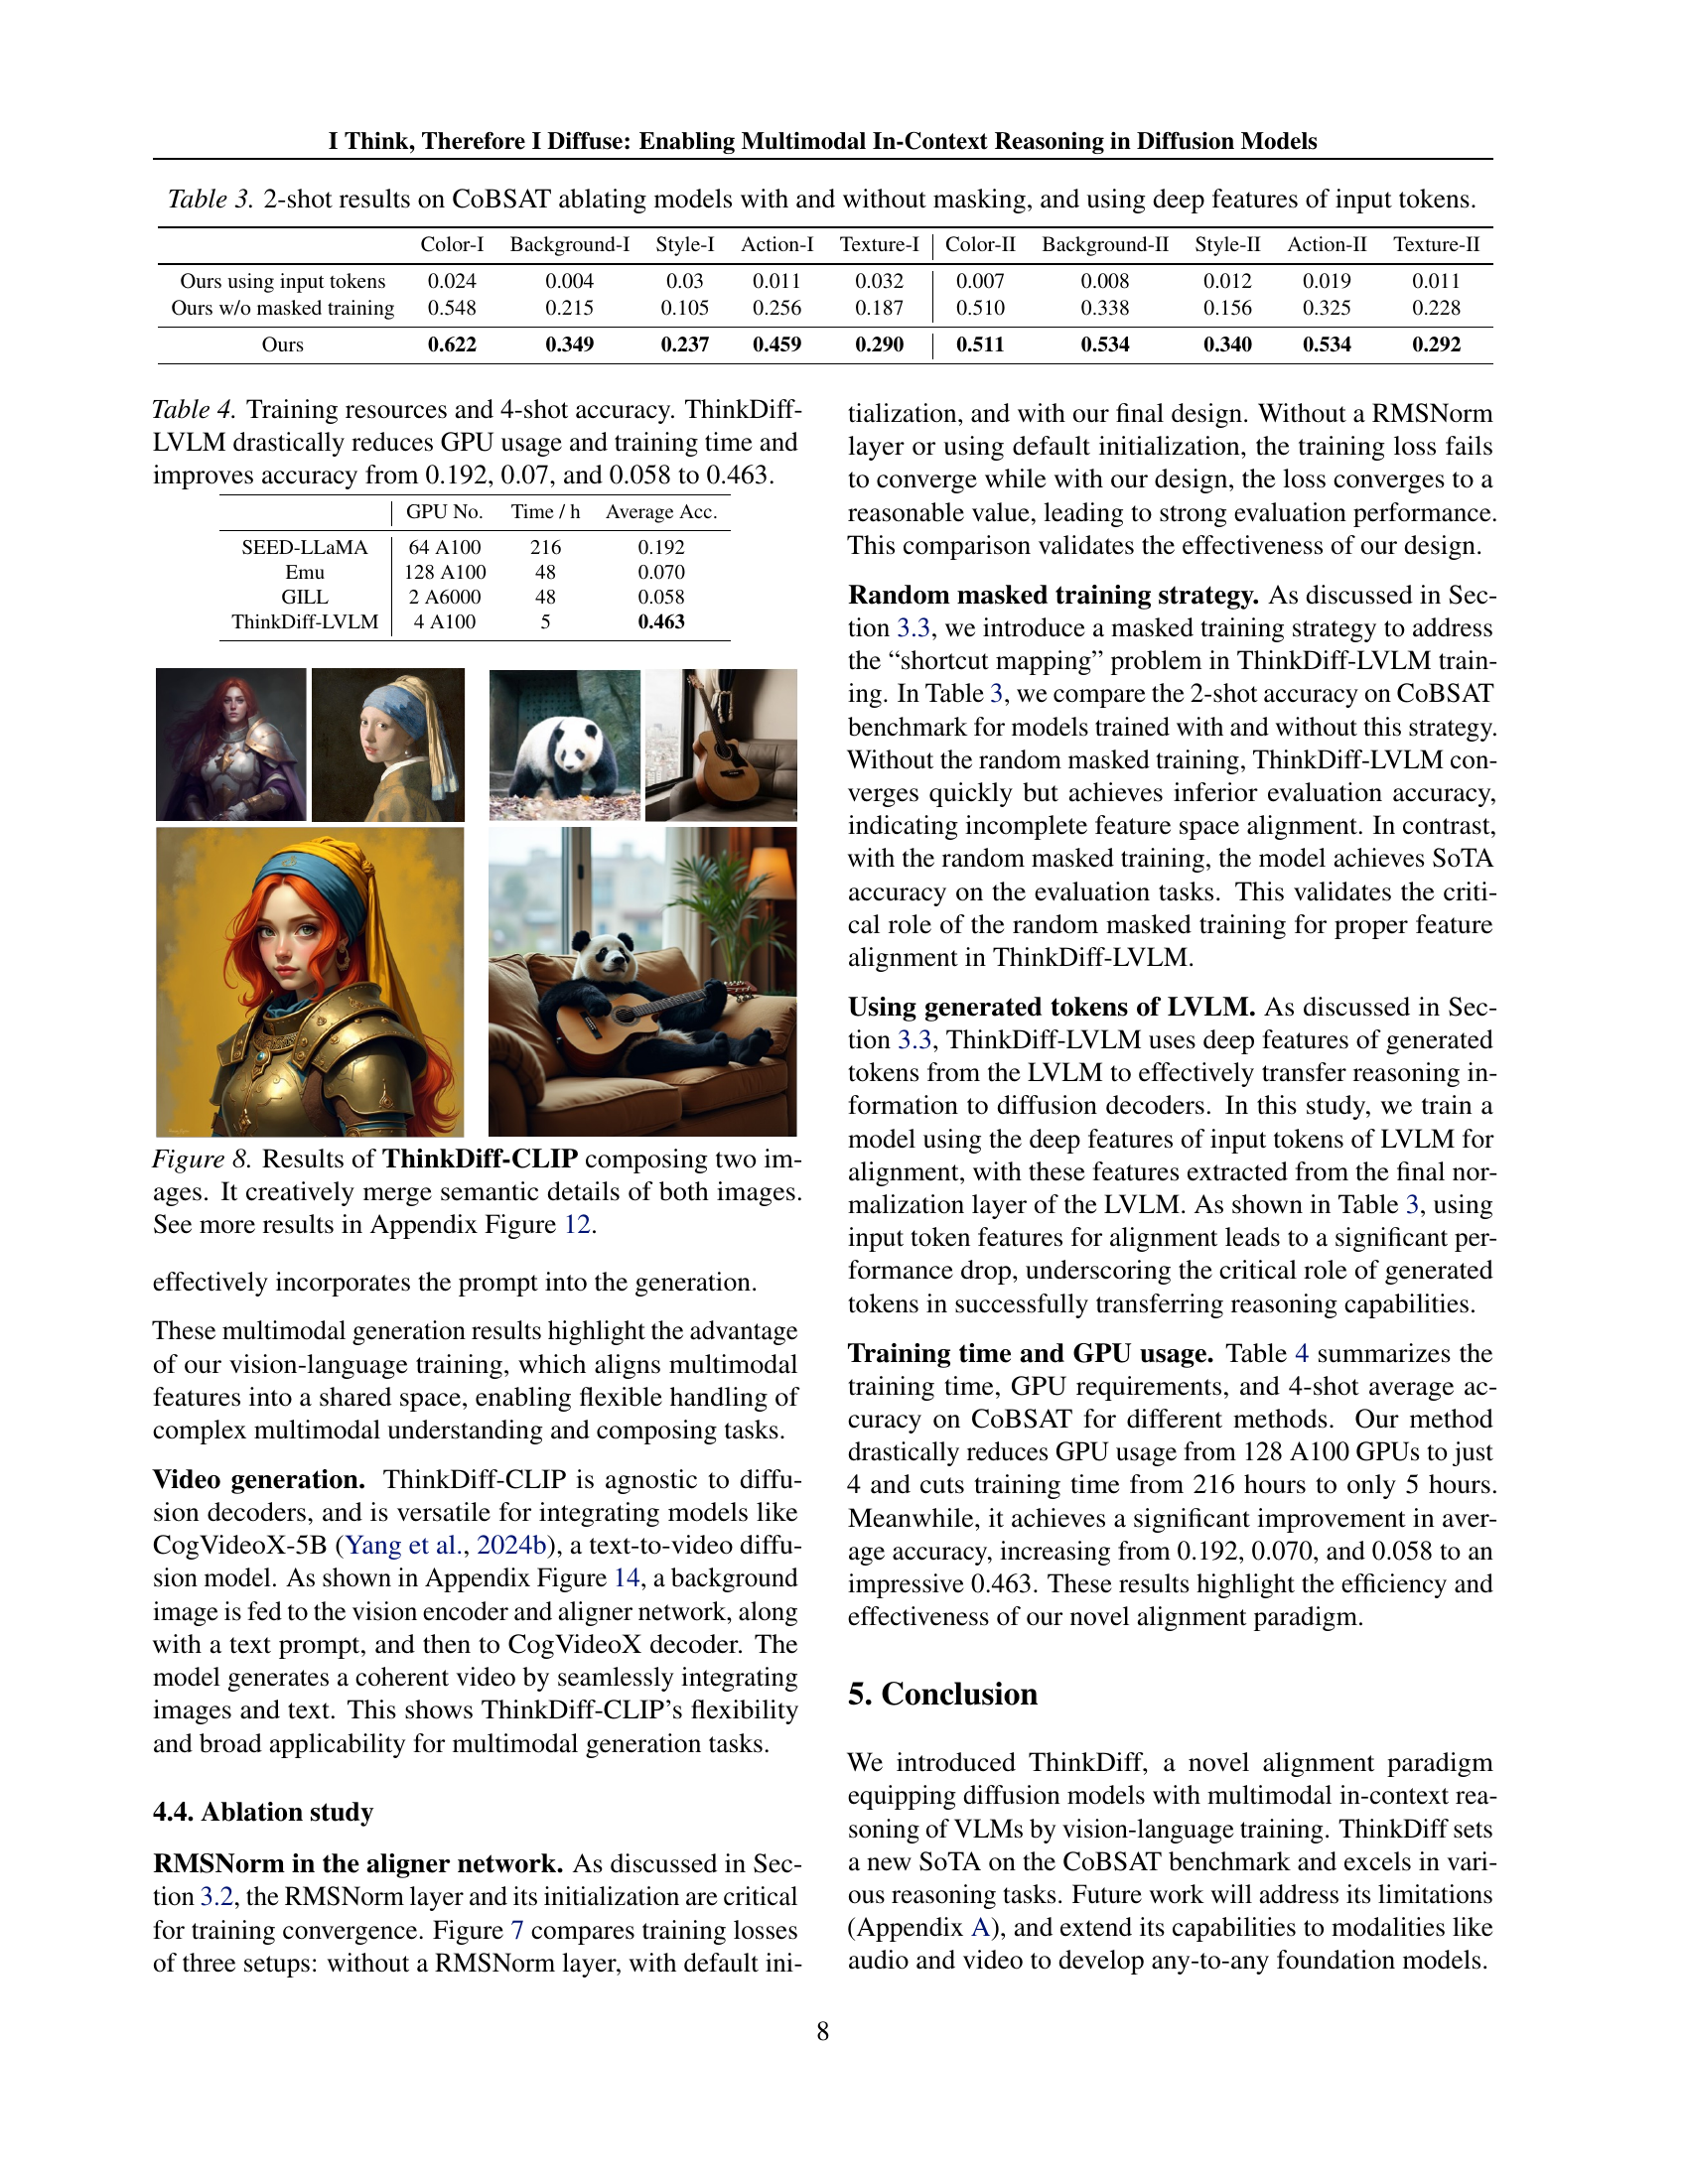 I Think, Therefore I Diffuse: Enabling Multimodal In-Context Reasoning in Diffusion Models
Table 3. 2-shot results on CoBSAT ablating models with and without masking, and using deep features of input tokens.
Color-I Background-I Style-I Action-I Texture-I Color-II Background-II Style-II Action-II Texture-II
Ours using input tokens 0.024 0.004 0.03 0.011 0.032 0.007 0.008 0.012 0.019 0.011
Ours w/o masked training 0.548 0.215 0.105 0.256 0.187 0.510 0.338 0.156 0.325 0.228
Ours 0.622 0.349 0.237 0.459 0.290 0.511 0.534 0.340 0.534 0.292
Table 4. Training resources and 4-shot accuracy. ThinkDiff-
LVLM drastically reduces GPU usage and training time and
improves accuracy from 0.192, 0.07, and 0.058 to 0.463.
GPU No. Time / h Average Acc.
SEED-LLaMA 64 A100 216 0.192
Emu 128 A100 48 0.070
GILL 2 A6000 48 0.058
ThinkDiff-LVLM 4 A100 5 0.463
Figure 8. Results of ThinkDiff-CLIP composing two im-
ages. It creatively merge semantic details of both images.
See more results in Appendix Figure 12.
effectively incorporates the prompt into the generation.
These multimodal generation results highlight the advantage
of our vision-language training, which aligns multimodal
features into a shared space, enabling flexible handling of
complex multimodal understanding and composing tasks.
Video generation. ThinkDiff-CLIP is agnostic to diffu-
sion decoders, and is versatile for integrating models like
CogVideoX-5B (Yang et al., 2024b), a text-to-video diffu-
sion model. As shown in Appendix Figure 14, a background
image is fed to the vision encoder and aligner network, along
with a text prompt, and then to CogVideoX decoder. The
model generates a coherent video by seamlessly integrating
images and text. This shows ThinkDiff-CLIP's flexibility
and broad applicability for multimodal generation tasks.
4.4. Ablation study
RMSNorm in the aligner network. As discussed in Sec-
tion 3.2, the RMSNorm layer and its initialization are critical
for training convergence. Figure 7 compares training losses
of three setups: without a RMSNorm layer, with default ini-
tialization, and with our final design. Without a RMSNorm
layer or using default initialization, the training loss fails
to converge while with our design, the loss converges to a
reasonable value, leading to strong evaluation performance.
This comparison validates the effectiveness of our design.
Random masked training strategy. As discussed in Sec-
tion 3.3, we introduce a masked training strategy to address
the “shortcut mapping” problem in ThinkDiff-LVLM train-
ing. In Table 3, we compare the 2-shot accuracy on CoBSAT
benchmark for models trained with and without this strategy.
Without the random masked training, ThinkDiff-LVLM con-
verges quickly but achieves inferior evaluation accuracy,
indicating incomplete feature space alignment. In contrast,
with the random masked training, the model achieves SoTA
accuracy on the evaluation tasks. This validates the criti-
cal role of the random masked training for proper feature
alignment in ThinkDiff-LVLM.
Using generated tokens of LVLM. As discussed in Sec-
tion 3.3, ThinkDiff-LVLM uses deep features of generated
tokens from the LVLM to effectively transfer reasoning in-
formation to diffusion decoders. In this study, we train a
model using the deep features of input tokens of LVLM for
alignment, with these features extracted from the final nor-
malization layer of the LVLM. As shown in Table 3, using
input token features for alignment leads to a significant per-
formance drop, underscoring the critical role of generated
tokens in successfully transferring reasoning capabilities.
Training time and GPU usage. Table 4 summarizes the
training time, GPU requirements, and 4-shot average ac-
curacy on CoBSAT for different methods. Our method
drastically reduces GPU usage from 128 A100 GPUs to just
4 and cuts training time from 216 hours to only 5 hours.
Meanwhile, it achieves a significant improvement in aver-
age accuracy, increasing from 0.192, 0.070, and 0.058 to an
impressive 0.463. These results highlight the efficiency and
effectiveness of our novel alignment paradigm.
5. Conclusion
We introduced ThinkDiff, a novel alignment paradigm
equipping diffusion models with multimodal in-context rea-
soning of VLMs by vision-language training. ThinkDiff sets
a new SoTA on the CoBSAT benchmark and excels in vari-
ous reasoning tasks. Future work will address its limitations
(Appendix A), and extend its capabilities to modalities like
audio and video to develop any-to-any foundation models.
8